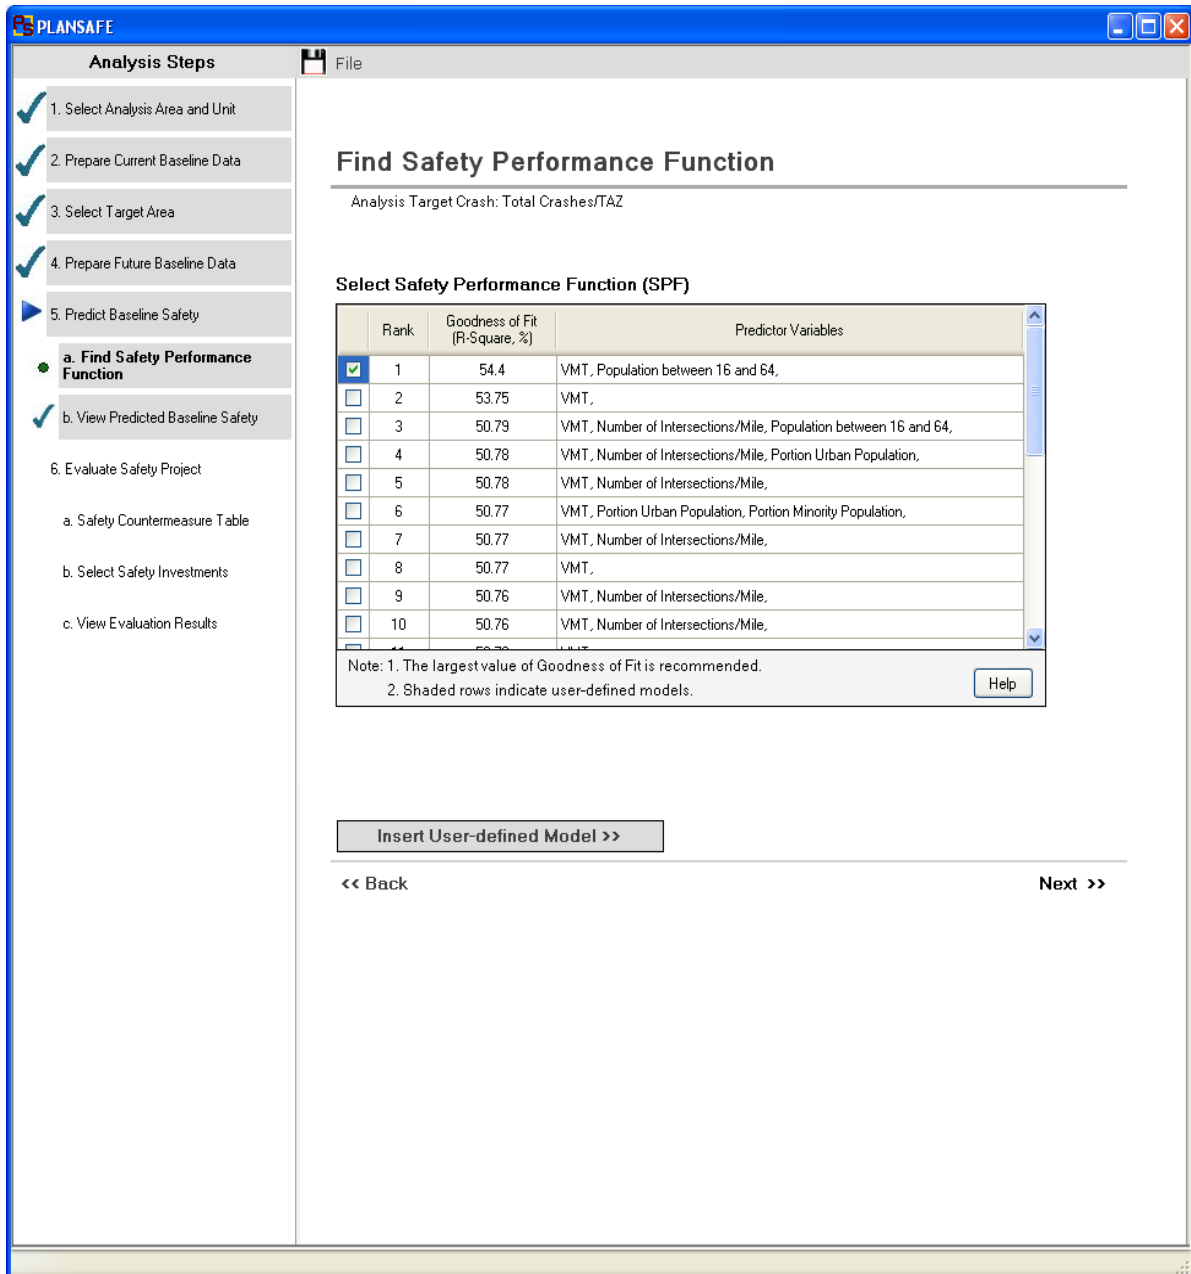 PLANSAFE
Analysis Steps
File
1. Select Analysis Area and Unit
2. Prepare Current Baseline Data
3. Select Target Area
4. Prepare Future Baseline Data
5. Predict Baseline Safety
a. Find Safety Performance
Function
b. View Predicted Baseline Safety
6. Evaluate Safety Project
a. Safety Countermeasure Table
b. Select Safety Investments
c. View Evaluation Results
Find Safety Performance Function
Analysis Target Crash: Total Crashes/TAZ
Select Safety Performance Function (SPF)
Rank Goodness of Fit (R-Square, %) Predictor Variables
1 54.4 VMT, Population between 16 and 64,
2 53.75 VMT,
3 50.79 VMT, Number of Intersections/Mile, Population between 16 and 64,
4 50.78 VMT, Number of Intersections/Mile, Portion Urban Population,
5 50.78 VMT, Number of Intersections/Mile,
6 50.77 VMT, Portion Urban Population, Portion Minority Population,
7 50.77 VMT, Number of Intersections/Mile,
8 50.77 VMT,
9 50.76 VMT, Number of Intersections/Mile,
10 50.76 VMT, Number of Intersections/Mile,
Note: 1. The largest value of Goodness of Fit is recommended.
2. Shaded rows indicate user-defined models.
Help
Insert User-defined Model >>
<< Back
Next >>